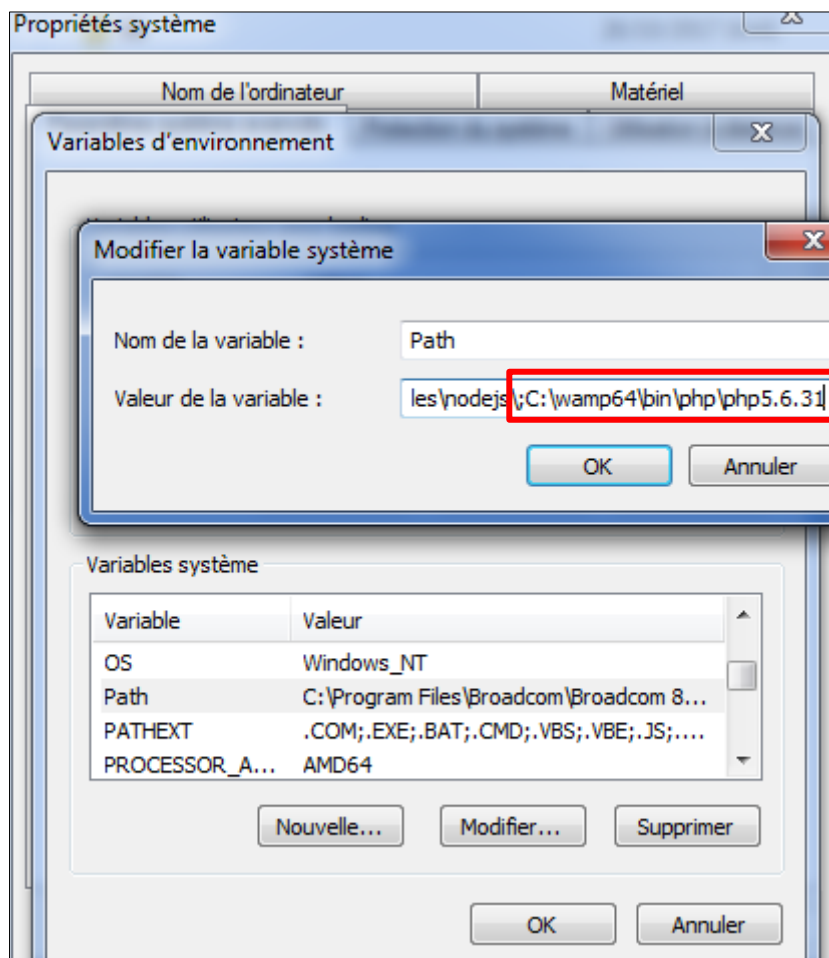 Propriétés système
Nom de l'ordinateur
Matériel
Variables d'environnement
Modifier la variable système
Nom de la variable :
Path
Valeur de la variable :
les\nodejs\;C:\wamp64\bin\php\php5.6.31
OK
Annuler
Variables système
Variable
Valeur
OS
Windows_NT
Path
C:\Program Files\Broadcom\Broadcom 8...
PATHEXT
.COM;.EXE;.BAT;.CMD;.VBS;.VBE;.JS;....
PROCESSOR_A...
AMD64
Nouvelle...
Modifier...
Supprimer
OK
Annuler